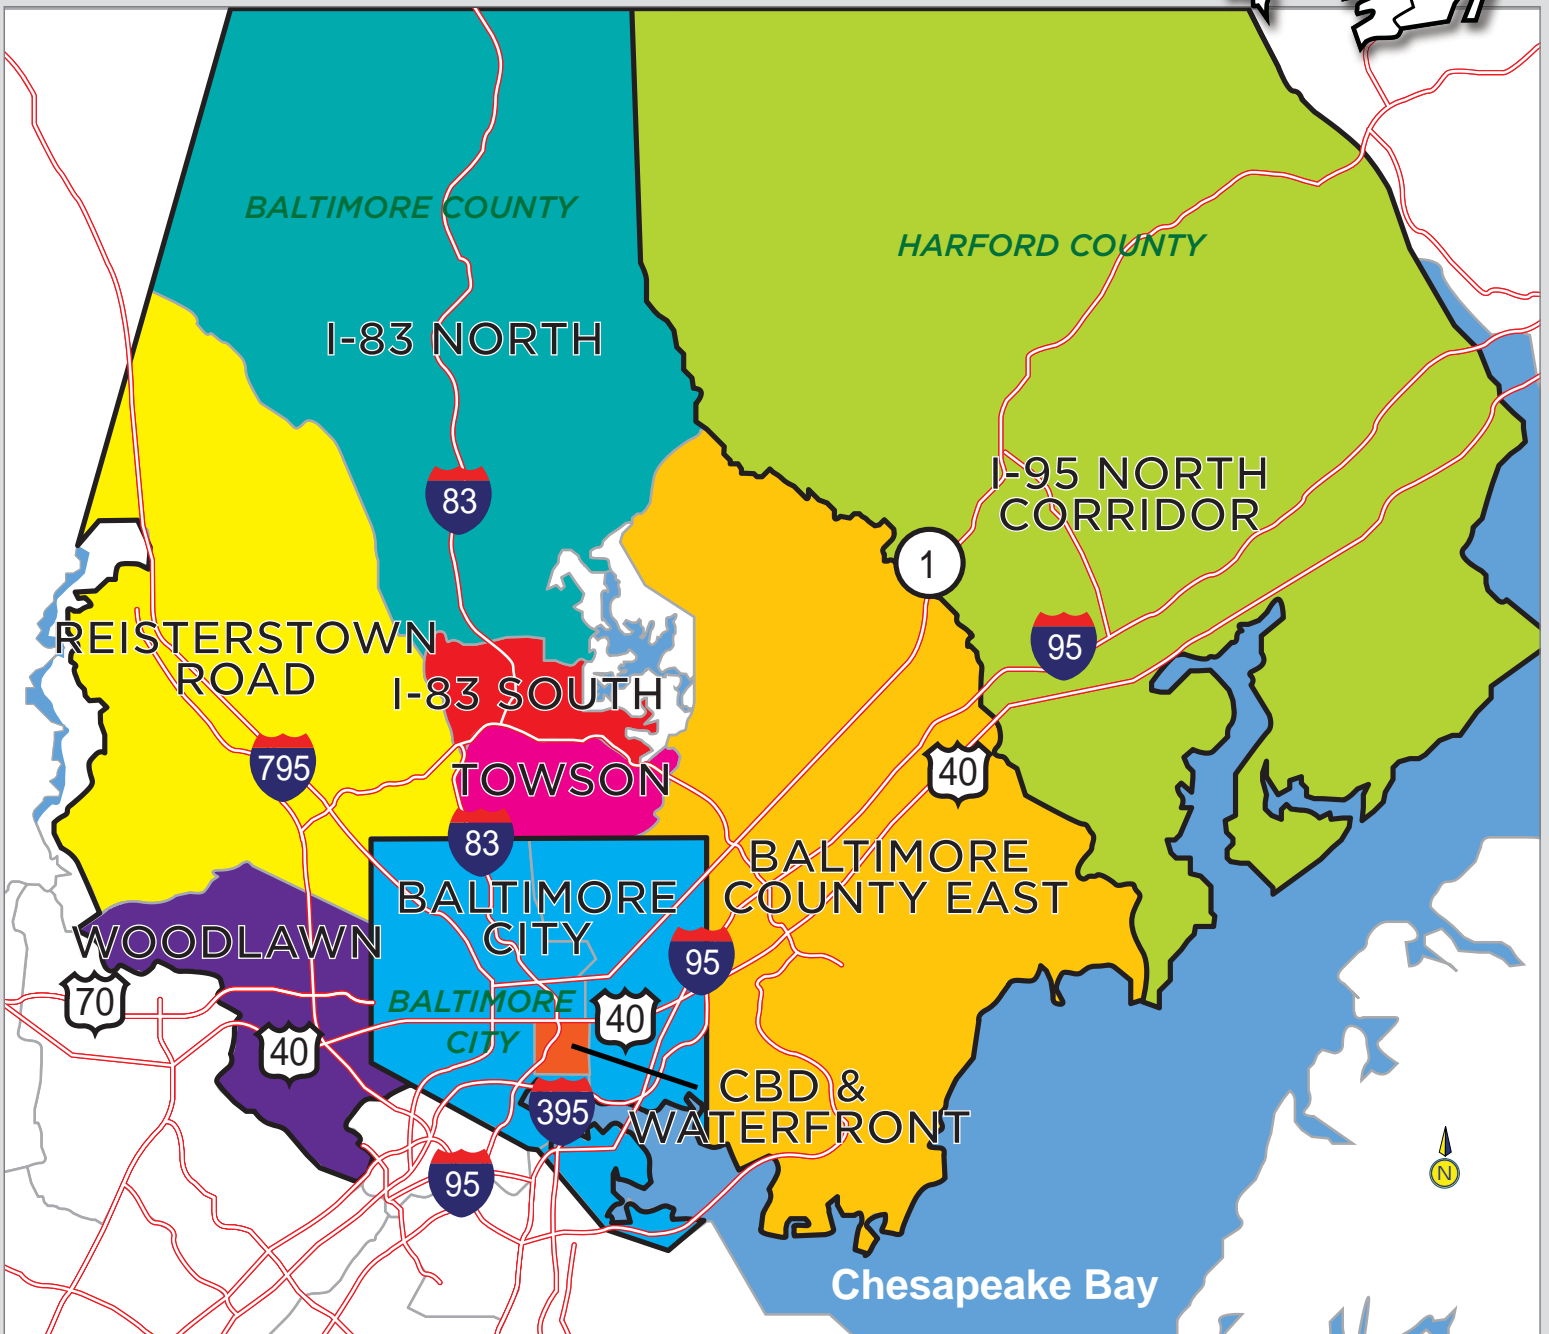 BALTIMORE COUNTY
HARFORD COUNTY
I-83 NORTH
I-95 NORTH
CORRIDOR
83
1
REISTERSTOWN
ROAD
95
I-83 SOUTH
795
40
TOWSON
83
BALTIMORE
COUNTY EAST
BALTIMORE
CITY
WOODLAWN
95
70
BALTIMORE
CITY
40
40
CBD &
WATERFRONT
395
95
N
Chesapeake Bay